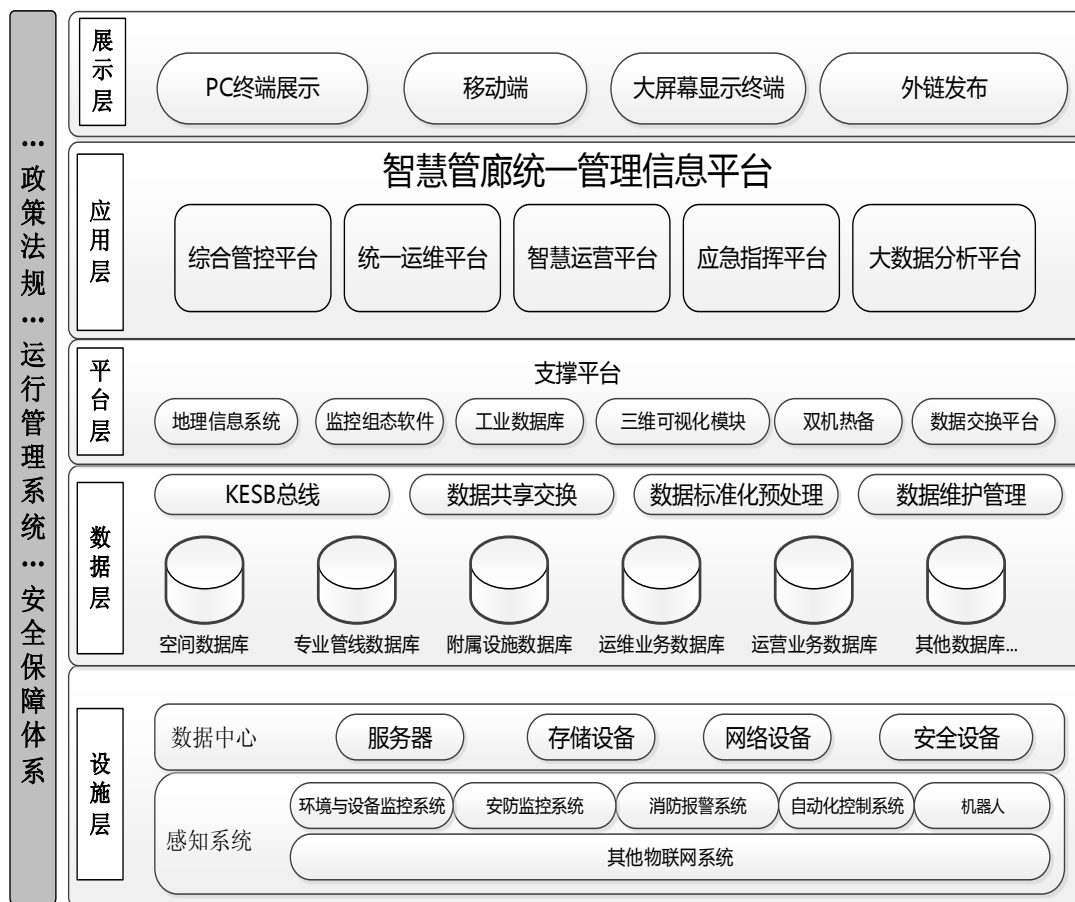 …政策法规…运行管理系统…安全保障体系
展示层
PC终端展示
移动端
大屏幕显示终端
外链发布
应用层
智慧管廊统一管理信息平台
综合管控平台
统一运维平台
智慧运营平台
应急指挥平台
大数据分析平台
平台层
支撑平台
地理信息系统
监控组态软件
工业数据库
三维可视化模块
双机热备
数据交换平台
数据层
KESB总线
数据共享交换
数据标准化预处理
数据维护管理
空间数据库
专业管线数据库
附属设施数据库
运维业务数据库
运营业务数据库
其他数据库...
设施层
数据中心
服务器
存储设备
网络设备
安全设备
感知系统
环境与设备监控系统
安防监控系统
消防报警系统
自动化控制系统
机器人
其他物联网系统